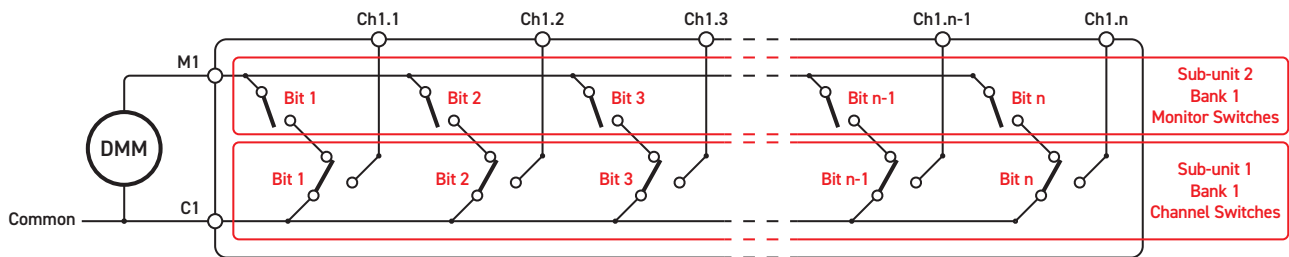 Ch1.1
Ch1.2
Ch1.3
Ch1.n-1
Ch1.n
M1
Bit 1
Bit 2
Bit 3
Bit n-1
Bit n
Sub-unit 2
Bank 1
Monitor Switches
DMM
Bit 1
Bit 2
Bit 3
Bit n-1
Bit n
Sub-unit 1
Bank 1
Channel Switches
Common
C1